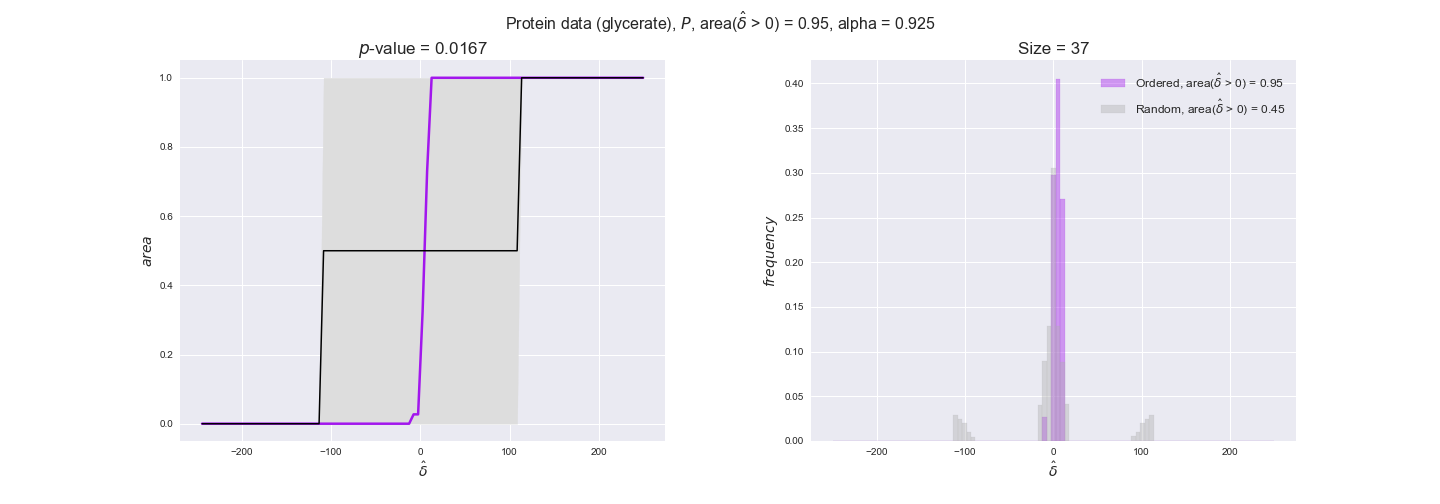 Protein data (glycerate), P, area(δ̂ > 0) = 0.95, alpha = 0.925
p-value = 0.0167
1.0
0.8
0.6
0.4
0.2
0.0
area
−200
−100
0
100
200
δ̂
Size = 37
Ordered, area(δ̂ > 0) = 0.95
Random, area(δ̂ > 0) = 0.45
0.40
0.35
0.30
0.25
0.20
0.15
0.10
0.05
0.00
frequency
−200
−100
0
100
200
δ̂